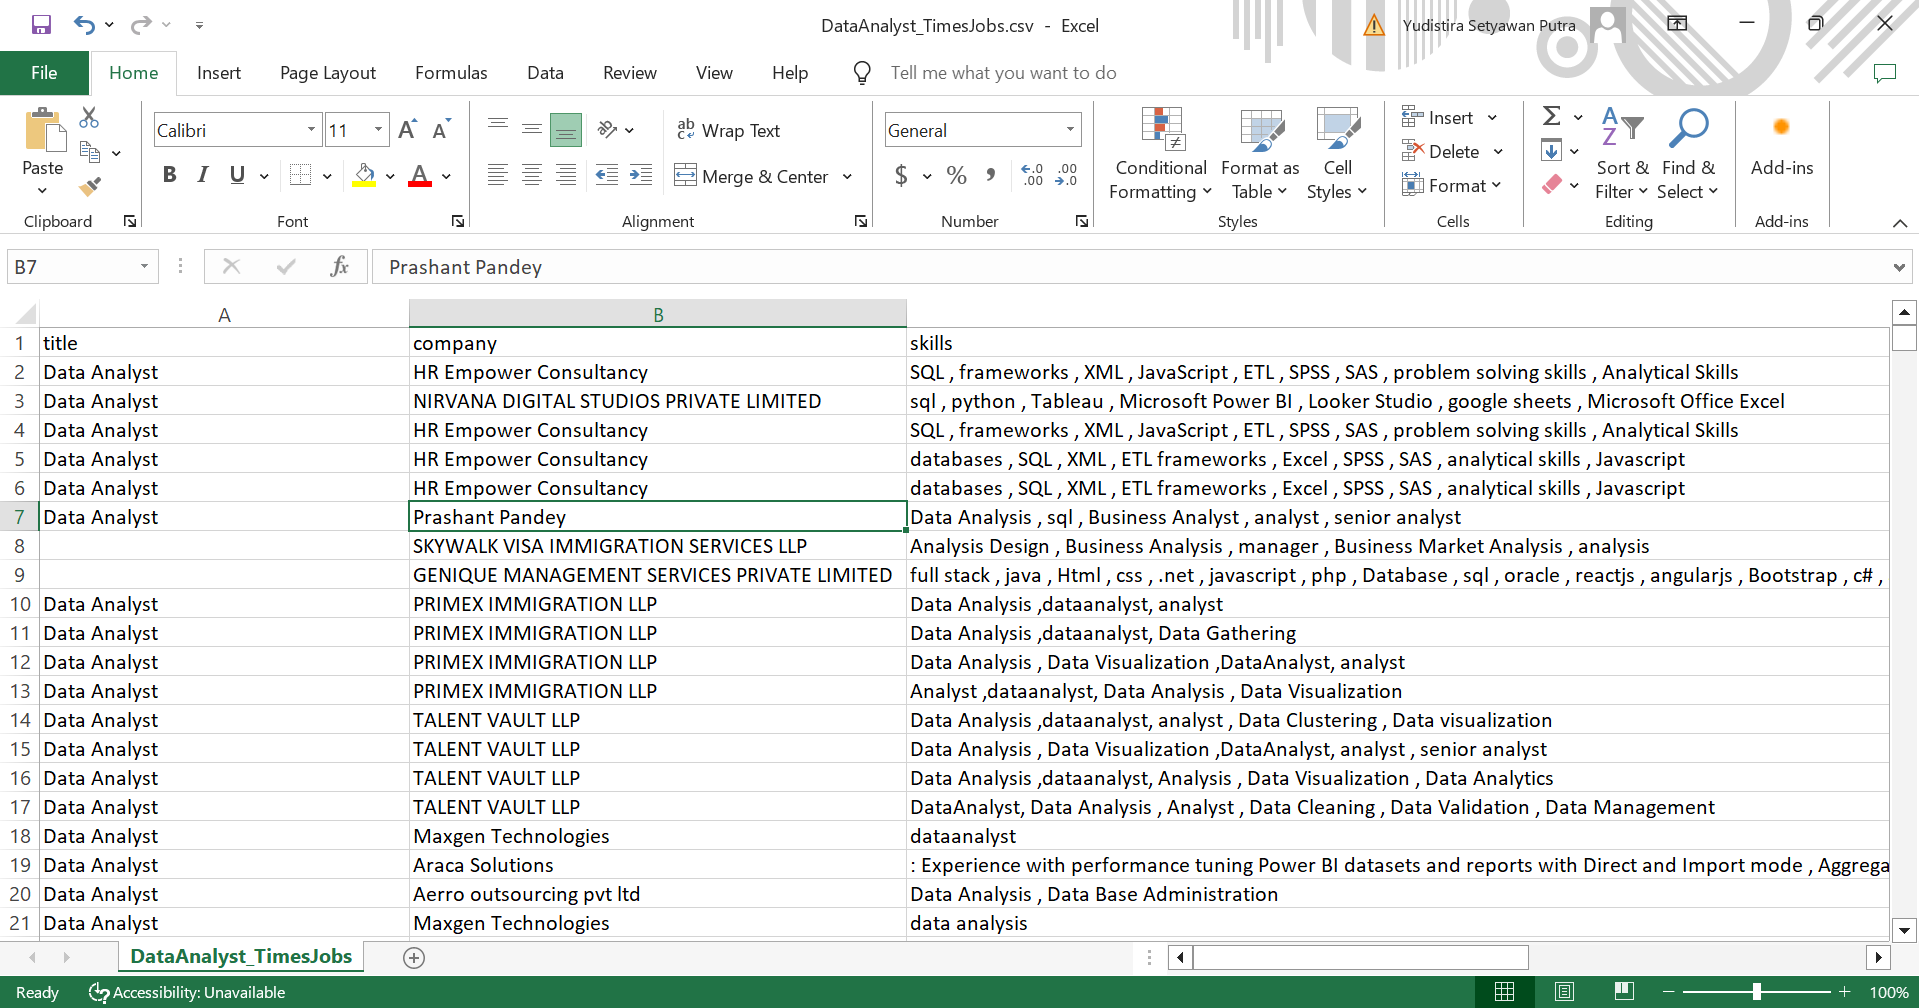 DataAnalyst_TimesJobs.csv - Excel
Yudistira Setyawan Putra
File Home Insert Page Layout Formulas Data Review View Help Tell me what you want to do
Paste
Clipboard
Calibri 11
A A
B I U A
Font
ab Wrap Text
Merge & Center
Alignment
General
$ % ,
Number
Conditional Formatting
Format as Table
Cell Styles
Styles
Insert
Delete
Format
Cells
Sort & Filter
Find & Select
Editing
Add-ins
Add-ins
B7 fx Prashant Pandey
A B
1 title company skills
2 Data Analyst HR Empower Consultancy SQL , frameworks , XML , JavaScript , ETL , SPSS , SAS , problem solving skills , Analytical Skills
3 Data Analyst NIRVANA DIGITAL STUDIOS PRIVATE LIMITED sql , python , Tableau , Microsoft Power BI , Looker Studio , google sheets , Microsoft Office Excel
4 Data Analyst HR Empower Consultancy SQL , frameworks , XML , JavaScript , ETL , SPSS , SAS , problem solving skills , Analytical Skills
5 Data Analyst HR Empower Consultancy databases , SQL , XML , ETL frameworks , Excel , SPSS , SAS , analytical skills , Javascript
6 Data Analyst HR Empower Consultancy databases , SQL , XML , ETL frameworks , Excel , SPSS , SAS , analytical skills , Javascript
7 Data Analyst Prashant Pandey Data Analysis , sql , Business Analyst , analyst , senior analyst
8 SKYWALK VISA IMMIGRATION SERVICES LLP Analysis Design , Business Analysis , manager , Business Market Analysis , analysis
9 GENIQUE MANAGEMENT SERVICES PRIVATE LIMITED full stack , java , Html , css , .net , javascript , php , Database , sql , oracle , reactjs , angularjs , Bootstrap , c# ,
10 Data Analyst PRIMEX IMMIGRATION LLP Data Analysis ,dataanalyst, analyst
11 Data Analyst PRIMEX IMMIGRATION LLP Data Analysis ,dataanalyst, Data Gathering
12 Data Analyst PRIMEX IMMIGRATION LLP Data Analysis , Data Visualization ,DataAnalyst, analyst
13 Data Analyst PRIMEX IMMIGRATION LLP Analyst ,dataanalyst, Data Analysis , Data Visualization
14 Data Analyst TALENT VAULT LLP Data Analysis ,dataanalyst, analyst , Data Clustering , Data visualization
15 Data Analyst TALENT VAULT LLP Data Analysis , Data Visualization ,DataAnalyst, analyst , senior analyst
16 Data Analyst TALENT VAULT LLP Data Analysis ,dataanalyst, Analysis , Data Visualization , Data Analytics
17 Data Analyst TALENT VAULT LLP DataAnalyst, Data Analysis , Analyst , Data Cleaning , Data Validation , Data Management
18 Data Analyst Maxgen Technologies dataanalyst
19 Data Analyst Araca Solutions : Experience with performance tuning Power BI datasets and reports with Direct and Import mode , Aggrega
20 Data Analyst Aerro outsourcing pvt ltd Data Analysis , Data Base Administration
21 Data Analyst Maxgen Technologies data analysis
DataAnalyst_TimesJobs
Ready Accessibility: Unavailable 100%